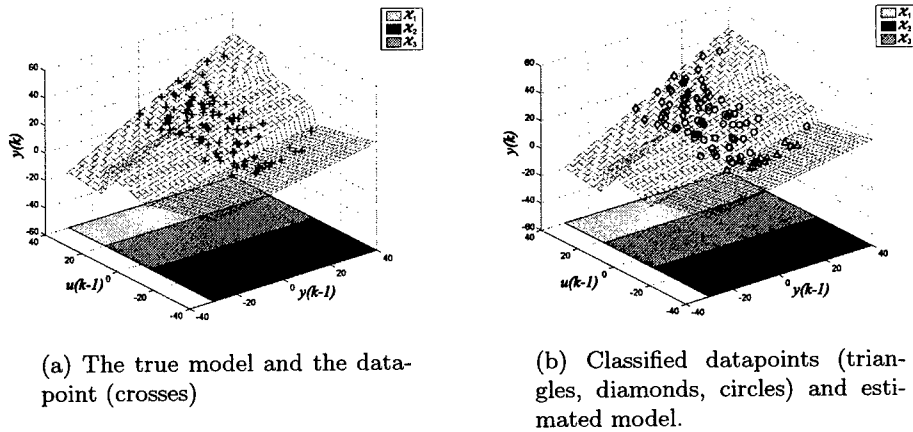 X₁
X₂
X₃
60
40
20
0
-20
-40
-60
y(k)
40
20
0
-20
-40
u(k-1)
-40
-20
0
20
40
y(k-1)
X₁
X₂
X₃
60
40
20
0
-20
-40
-60
y(k)
40
20
0
-20
-40
u(k-1)
-40
-20
0
20
40
y(k-1)
(a) The true model and the data-
point (crosses)
(b) Classified datapoints (trian-
gles, diamonds, circles) and esti-
mated model.